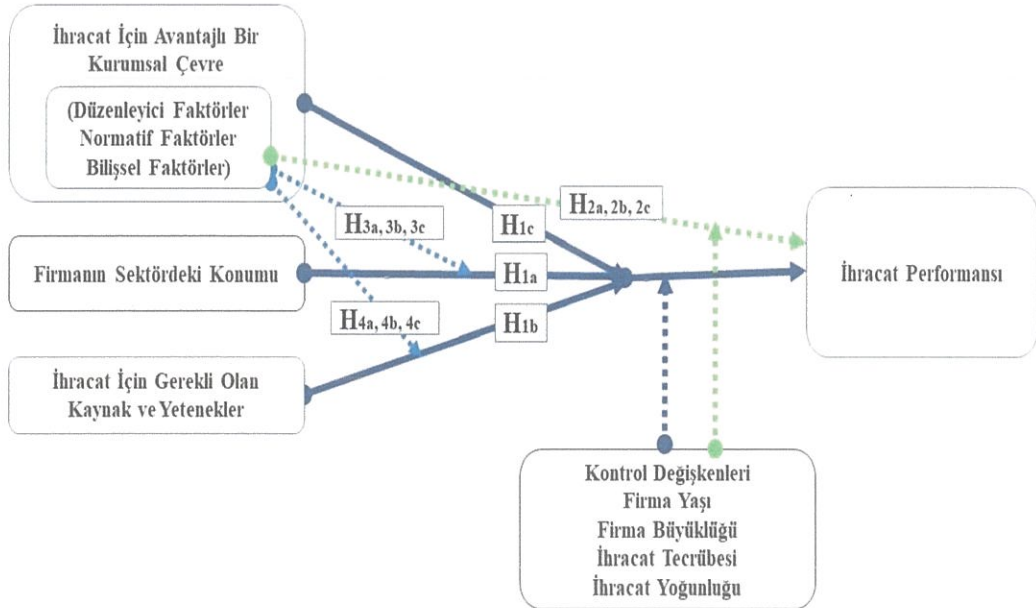 İhracat İçin Avantajlı Bir
Kurumsal Çevre
(Düzenleyici Faktörler
Normatif Faktörler
Bilişsel Faktörler)
H2a, 2b, 2c
H3a, 3b, 3c
H1c
Firmanın Sektördeki Konumu
H1a
İhracat Performansı
H4a, 4b, 4c
H1b
İhracat İçin Gerekli Olan
Kaynak ve Yetenekler
Kontrol Değişkenleri
Firma Yaşı
Firma Büyüklüğü
İhracat Tecrübesi
İhracat Yoğunluğu